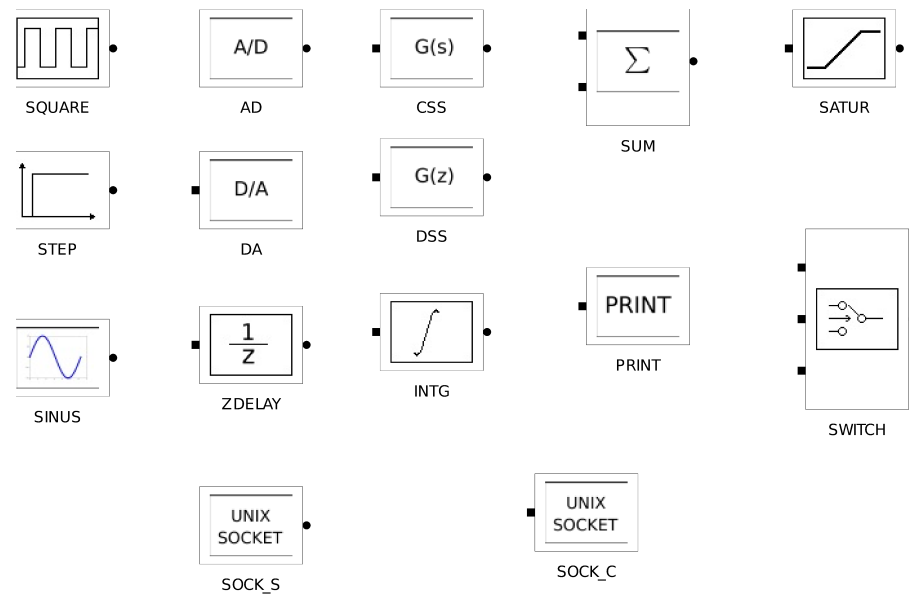 A/D
G(s)
Σ
SQUARE
AD
CSS
SATUR
SUM
D/A
G(z)
STEP
DA
DSS
1
z
PRINT
∫
SINUS
ZDELAY
INTG
PRINT
SWITCH
UNIX
SOCKET
SOCK_S
UNIX
SOCKET
SOCK_C